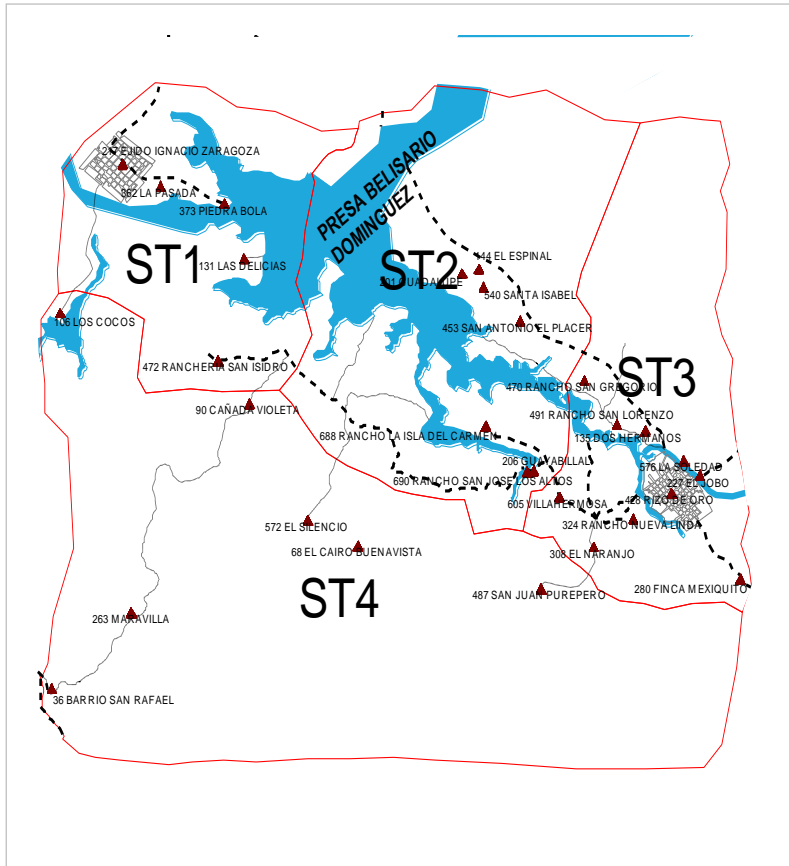 217 EJIDO IGNACIO ZARAGOZA
362 LA PASADA
373 PIEDRA BOLA
PRESA BELISARIO
DOMINGUEZ
ST1
131 LAS DELICIAS
ST2
144 EL ESPINAL
201 GUADALUPE
540 SANTA ISABEL
106 LOS COCOS
453 SAN ANTONIO EL PLACER
472 RANCHERIA SAN ISIDRO
ST3
470 RANCHO SAN GREGORIO
90 CAÑADA VIOLETA
491 RANCHO SAN LORENZO
688 RANCHO LA ISLA DEL CARMEN
135 DOS HERMANOS
206 GUAYABILLAL
576 LA SOLEDAD
690 RANCHO SAN JOSE LOS ALTOS
227 EL JOBO
605 VILLAHERMOSA
428 RIZO DE ORO
572 EL SILENCIO
324 RANCHO NUEVA LINDA
68 EL CAIRO BUENAVISTA
308 EL NARANJO
ST4
487 SAN JUAN PUREPERO
280 FINCA MEXIQUITO
263 MARAVILLA
36 BARRIO SAN RAFAEL